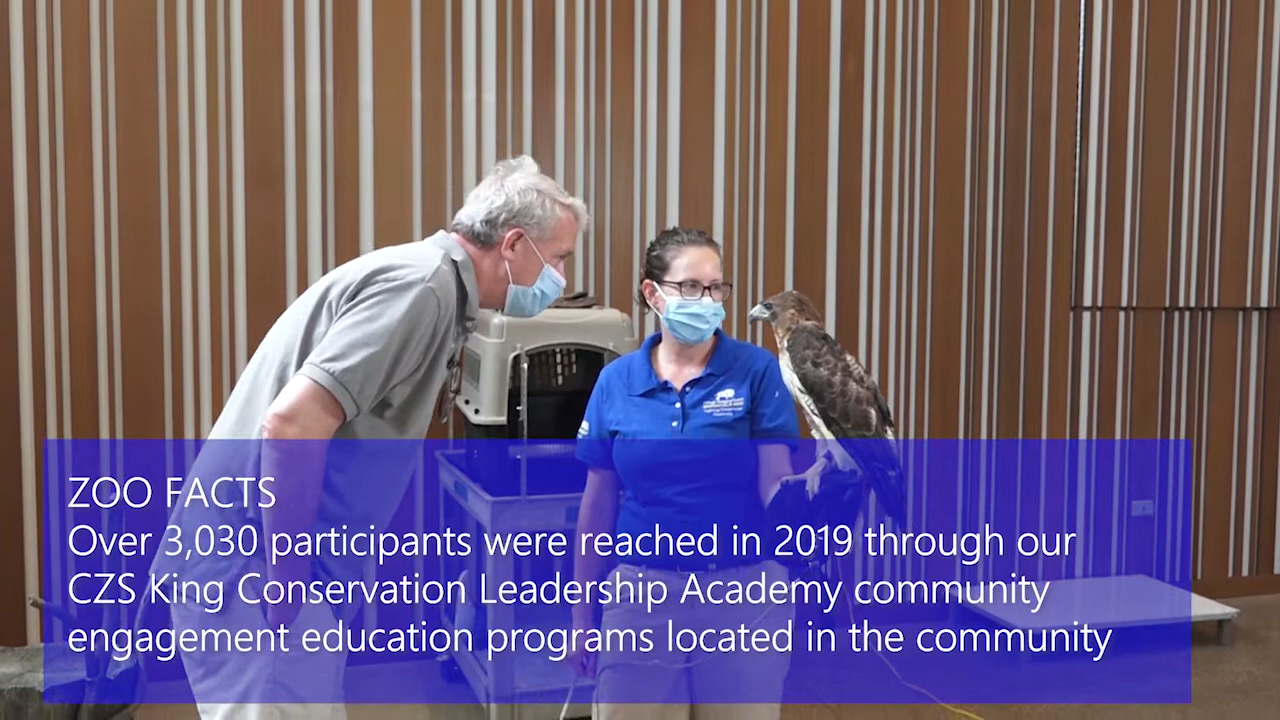 ZOO FACTS
Over 3,030 participants were reached in 2019 through our
CZS King Conservation Leadership Academy community
engagement education programs located in the community